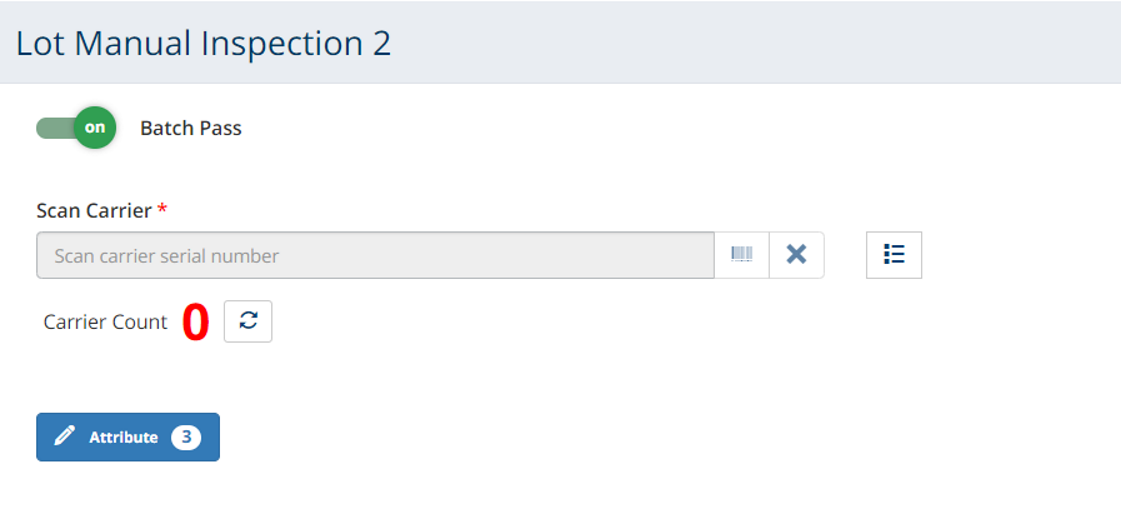 Lot Manual Inspection 2
on Batch Pass
Scan Carrier *
Scan carrier serial number
Carrier Count 0
Attribute 3